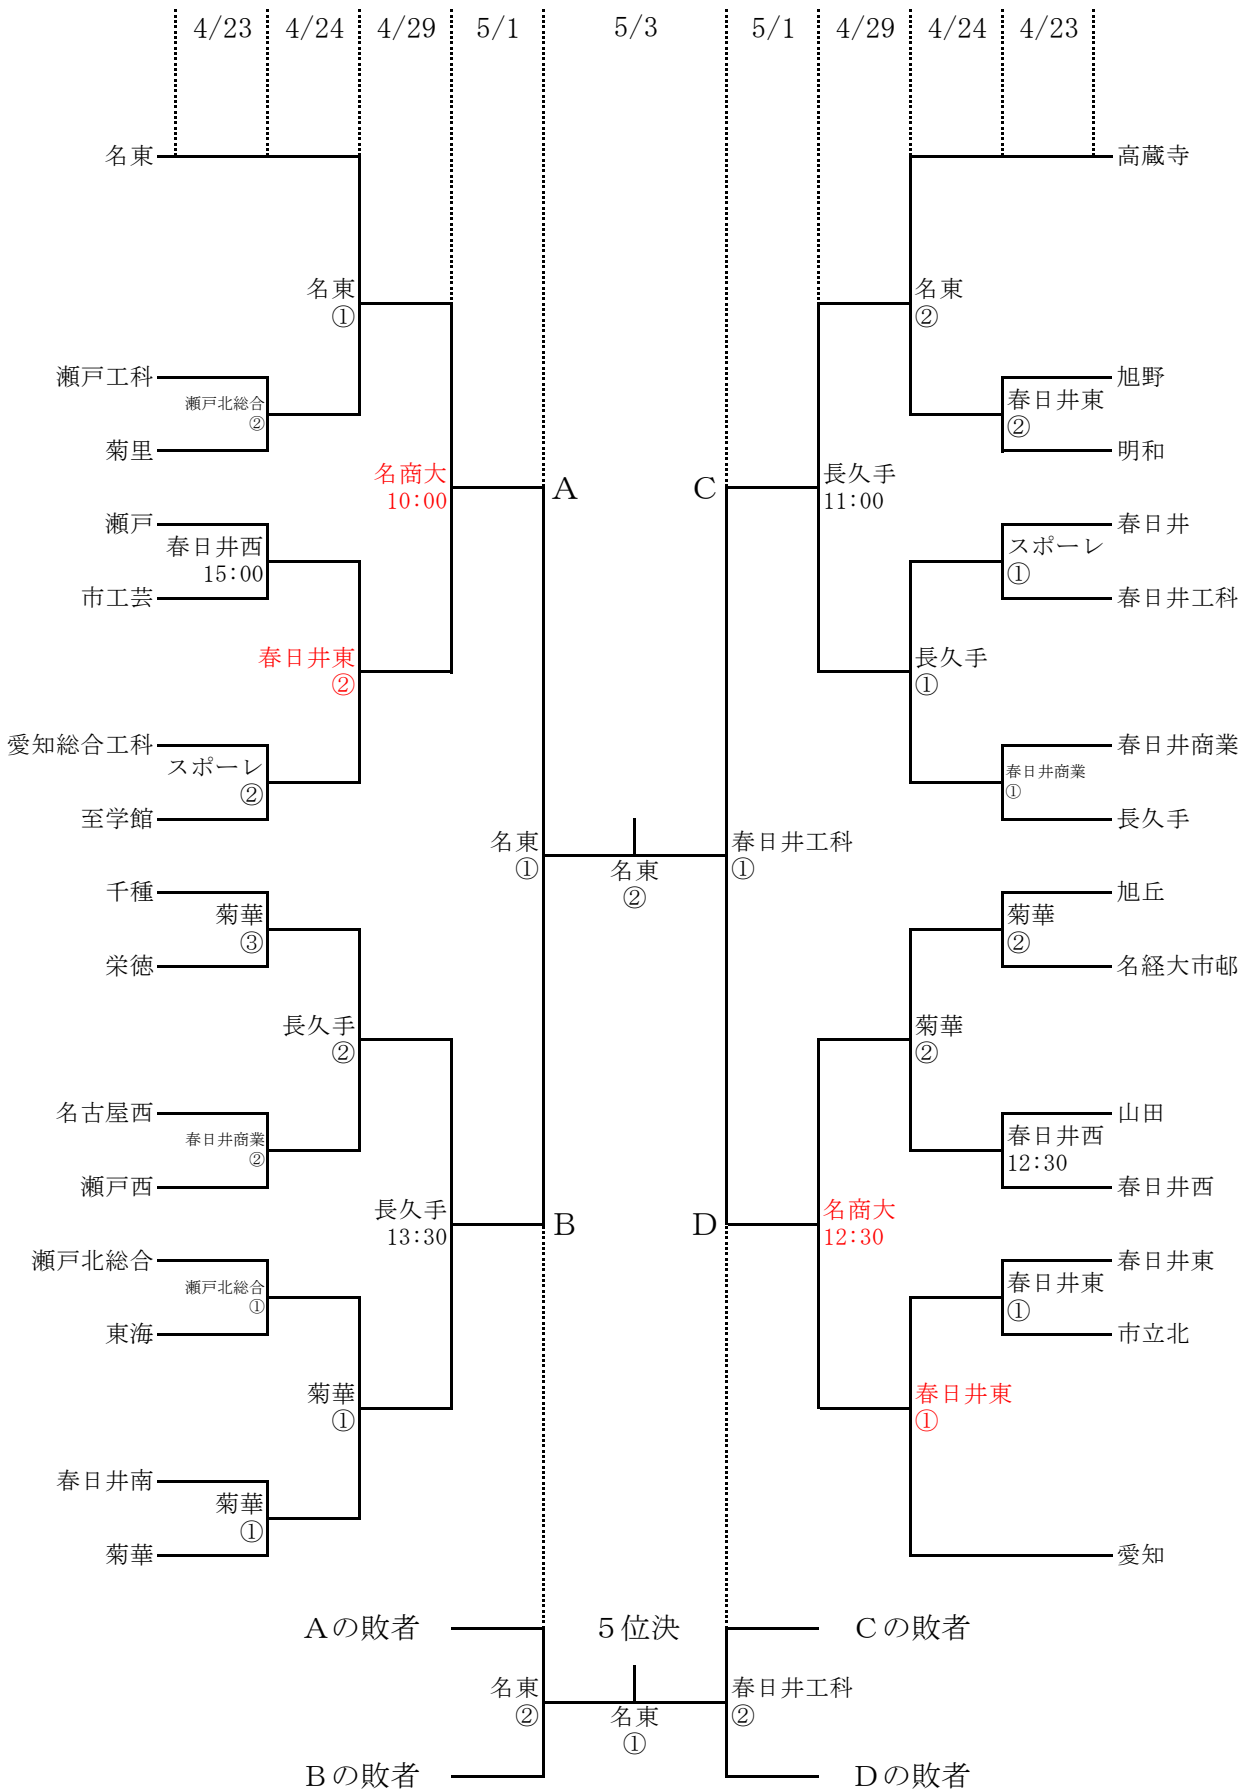 4/23 4/24 4/29 5/1 5/3 5/1 4/29 4/24 4/23
名東
高蔵寺
名東
①
名東
②
瀬戸工科
旭野
瀬戸北総合
②
春日井東
②
菊里
明和
名商大
10:00
A
C
長久手
11:00
瀬戸
春日井
春日井西
15:00
スポーレ
①
市工芸
春日井工科
春日井東
②
長久手
①
愛知総合工科
春日井商業
スポーレ
②
春日井商業
①
至学館
長久手
名東
①
名東
②
春日井工科
①
千種
旭丘
菊華
③
菊華
②
栄徳
名経大市邨
長久手
②
菊華
②
名古屋西
山田
春日井商業
②
春日井西
12:30
瀬戸西
春日井西
長久手
13:30
B
D
名商大
12:30
瀬戸北総合
春日井東
瀬戸北総合
①
春日井東
①
東海
市立北
菊華
①
春日井東
①
春日井南
菊華
①
菊華
愛知
Aの敗者
5位決
Cの敗者
名東
②
名東
①
春日井工科
②
Bの敗者
Dの敗者